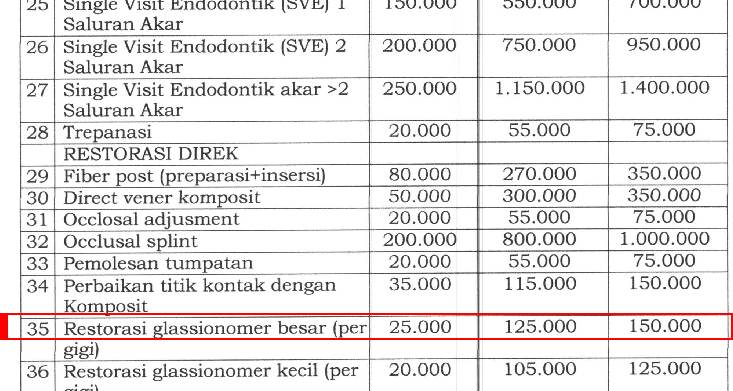 25 Single Visit Endodontik (SVE) 1 150.000 550.000 700.000
Saluran Akar
26 Single Visit Endodontik (SVE) 2 200.000 750.000 950.000
Saluran Akar
27 Single Visit Endodontik akar >2 250.000 1.150.000 1.400.000
Saluran Akar
28 Trepanasi 20.000 55.000 75.000
RESTORASI DIREK
29 Fiber post (preparasi+insersi) 80.000 270.000 350.000
30 Direct vener komposit 50.000 300.000 350.000
31 Occlosal adjusment 20.000 55.000 75.000
32 Occlusal splint 200.000 800.000 1.000.000
33 Pemolesan tumpatan 20.000 55.000 75.000
34 Perbaikan titik kontak dengan 35.000 115.000 150.000
Komposit
35 Restorasi glassionomer besar (per 25.000 125.000 150.000
gigi)
36 Restorasi glassionomer kecil (per 20.000 105.000 125.000
gigi)